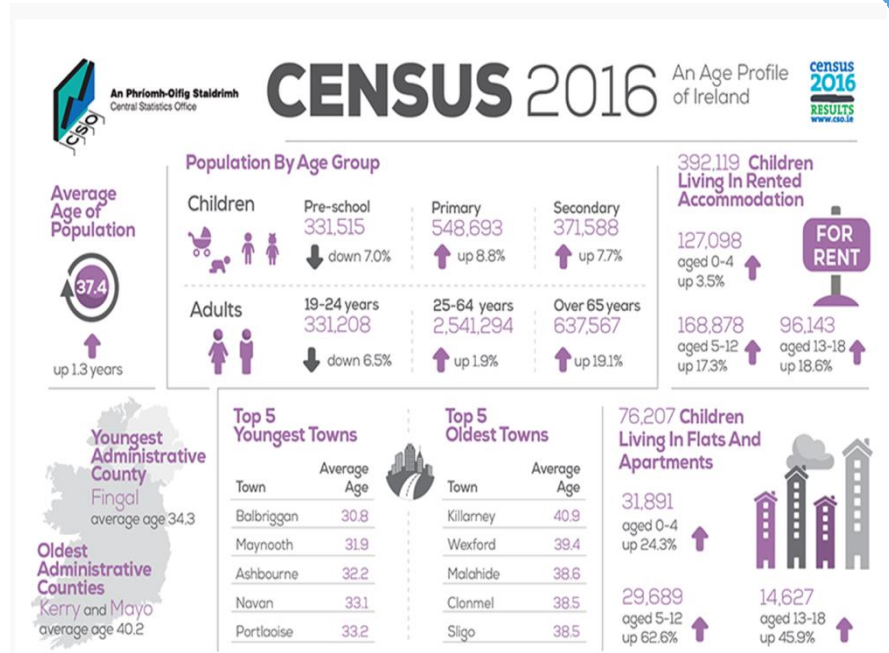 An Phríomh-Oifig Staidrimh
Central Statistics Office
CSO
CENSUS 2016
An Age Profile
of Ireland
census
2016
RESULTS
www.cso.ie
Average
Age of
Population
37.4
up 1.3 years
Population By Age Group
Children
Pre-school
331,515
down 7.0%
Primary
548,693
up 8.8%
Secondary
371,588
up 7.7%
Adults
19-24 years
331,208
down 6.5%
25-64 years
2,541,294
up 1.9%
Over 65 years
637,567
up 19.1%
392,119 Children
Living In Rented
Accommodation
127,098
aged 0-4
up 3.5%
FOR
RENT
168,878
aged 5-12
up 17.3%
96,143
aged 13-18
up 18.6%
Youngest
Administrative
County
Fingal
average age 34.3
Oldest
Administrative
Counties
Kerry and Mayo
average age 40.2
Top 5
Youngest Towns
Town Average Age
Balbriggan 30.8
Maynooth 31.9
Ashbourne 32.2
Navan 33.1
Portlaoise 33.2
Top 5
Oldest Towns
Town Average Age
Killarney 40.9
Wexford 39.4
Malahide 38.6
Clonmel 38.5
Sligo 38.5
76,207 Children
Living In Flats And
Apartments
31,891
aged 0-4
up 24.3%
29,689
aged 5-12
up 62.6%
14,627
aged 13-18
up 45.9%